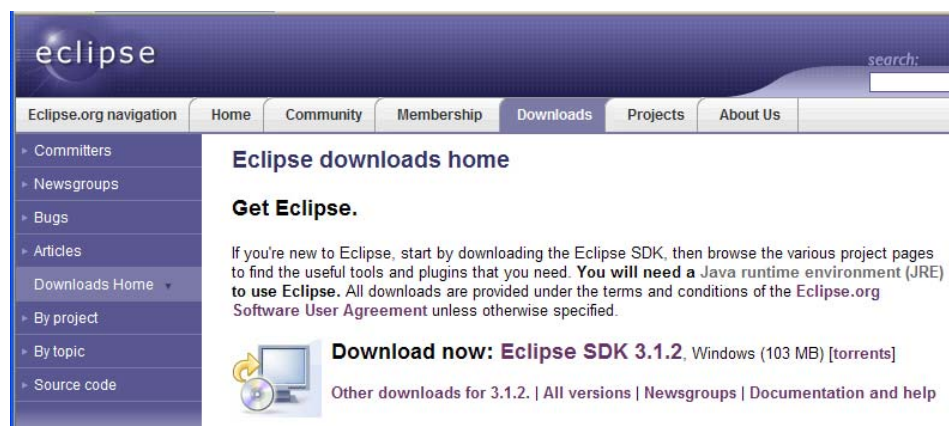 eclipse
search:
Eclipse.org navigation
Home
Community
Membership
Downloads
Projects
About Us
Committers
Newsgroups
Bugs
Articles
Downloads Home
By project
By topic
Source code
Eclipse downloads home
Get Eclipse.
If you're new to Eclipse, start by downloading the Eclipse SDK, then browse the various project pages
to find the useful tools and plugins that you need. You will need a Java runtime environment (JRE)
to use Eclipse. All downloads are provided under the terms and conditions of the Eclipse.org
Software User Agreement unless otherwise specified.
Download now: Eclipse SDK 3.1.2, Windows (103 MB) [torrents]
Other downloads for 3.1.2. | All versions | Newsgroups | Documentation and help